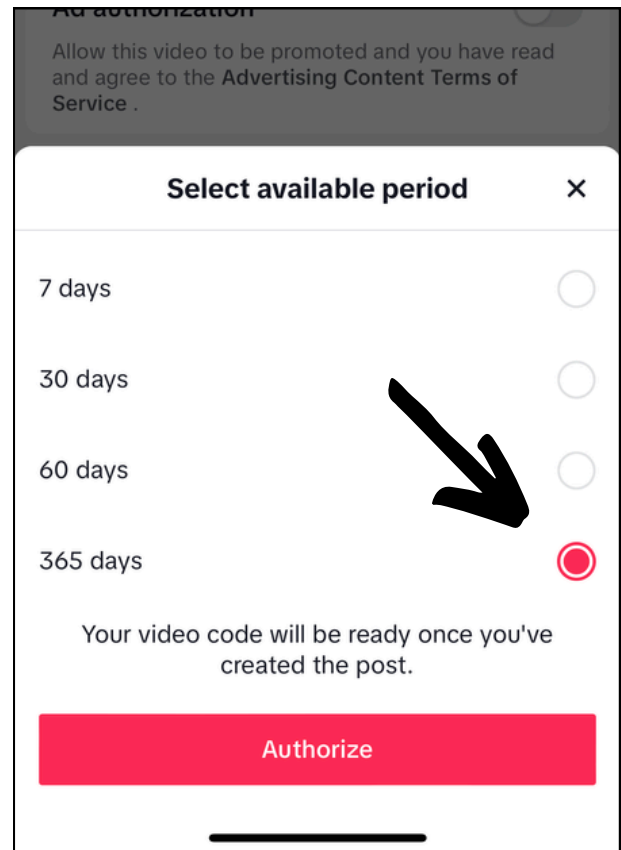 Ad authorization
Allow this video to be promoted and you have read
and agree to the Advertising Content Terms of
Service .
Select available period
7 days
30 days
60 days
365 days
Your video code will be ready once you've
created the post.
Authorize